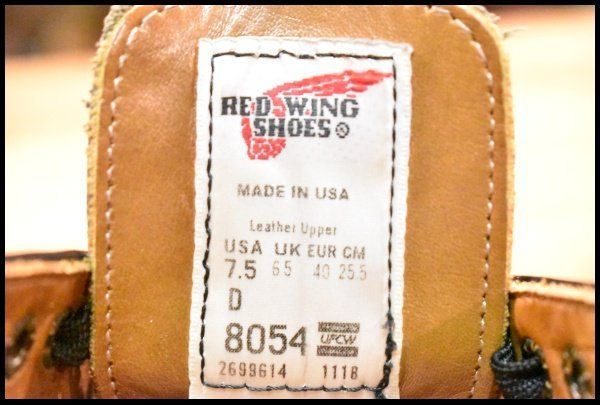 RED WING
SHOES®
MADE IN USA
Leather Upper
USA UK EUR CM
7.5 6.5 40 25.5
D
8054 UFCW
2699614 1118